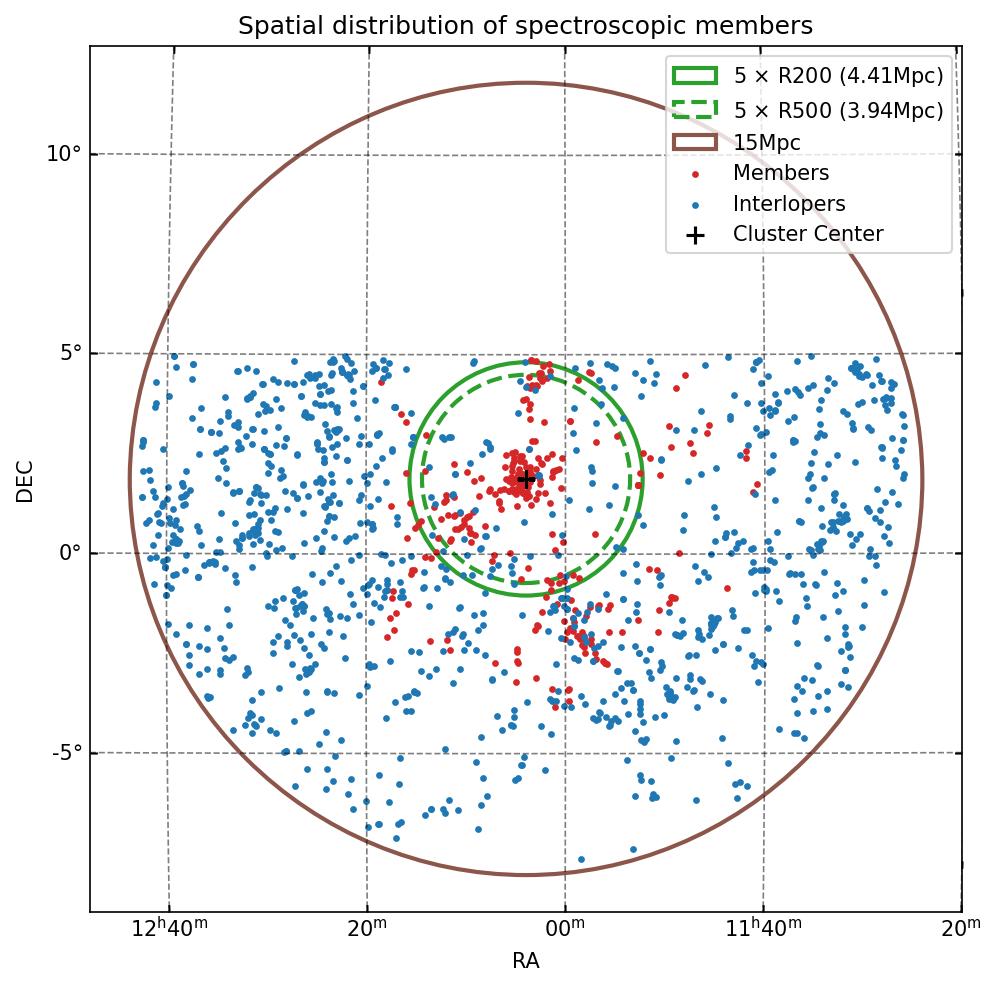 Spatial distribution of spectroscopic members
5 × R200 (4.41Mpc)
5 × R500 (3.94Mpc)
15Mpc
Members
Interlopers
Cluster Center
10°
5°
0°
-5°
DEC
12ʰ40ᵐ 20ᵐ 00ᵐ 11ʰ40ᵐ 20ᵐ
RA